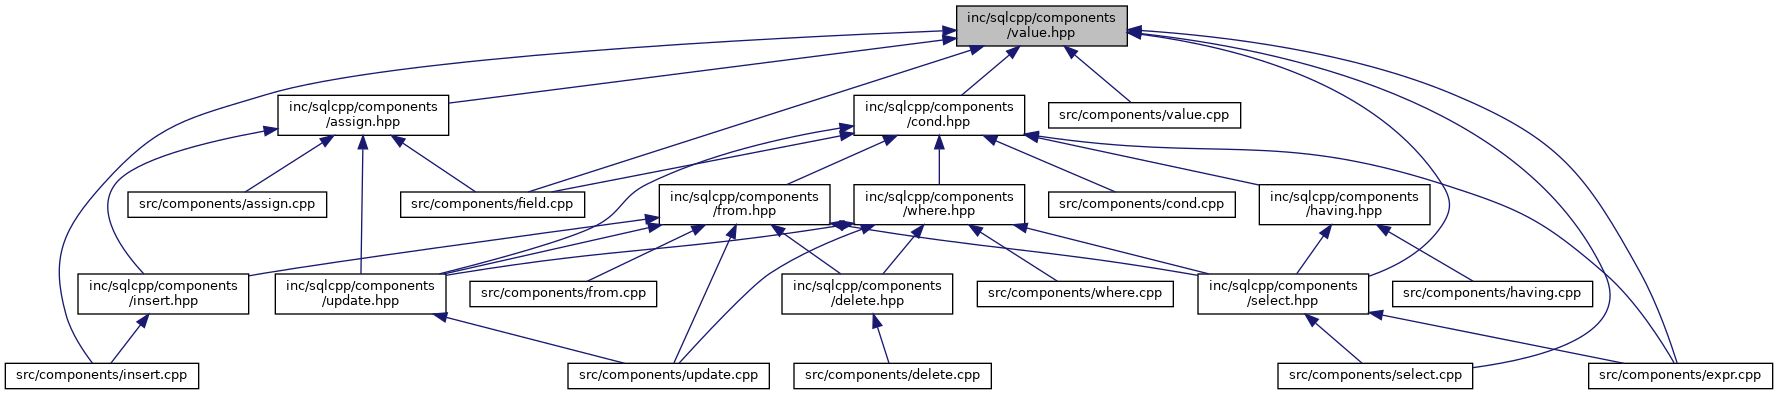 inc/sqlcpp/components
/value.hpp
inc/sqlcpp/components
/assign.hpp
inc/sqlcpp/components
/cond.hpp
src/components/value.cpp
src/components/assign.cpp
src/components/field.cpp
inc/sqlcpp/components
/from.hpp
inc/sqlcpp/components
/where.hpp
src/components/cond.cpp
inc/sqlcpp/components
/having.hpp
inc/sqlcpp/components
/insert.hpp
inc/sqlcpp/components
/update.hpp
src/components/from.cpp
inc/sqlcpp/components
/delete.hpp
src/components/where.cpp
inc/sqlcpp/components
/select.hpp
src/components/having.cpp
src/components/insert.cpp
src/components/update.cpp
src/components/delete.cpp
src/components/select.cpp
src/components/expr.cpp